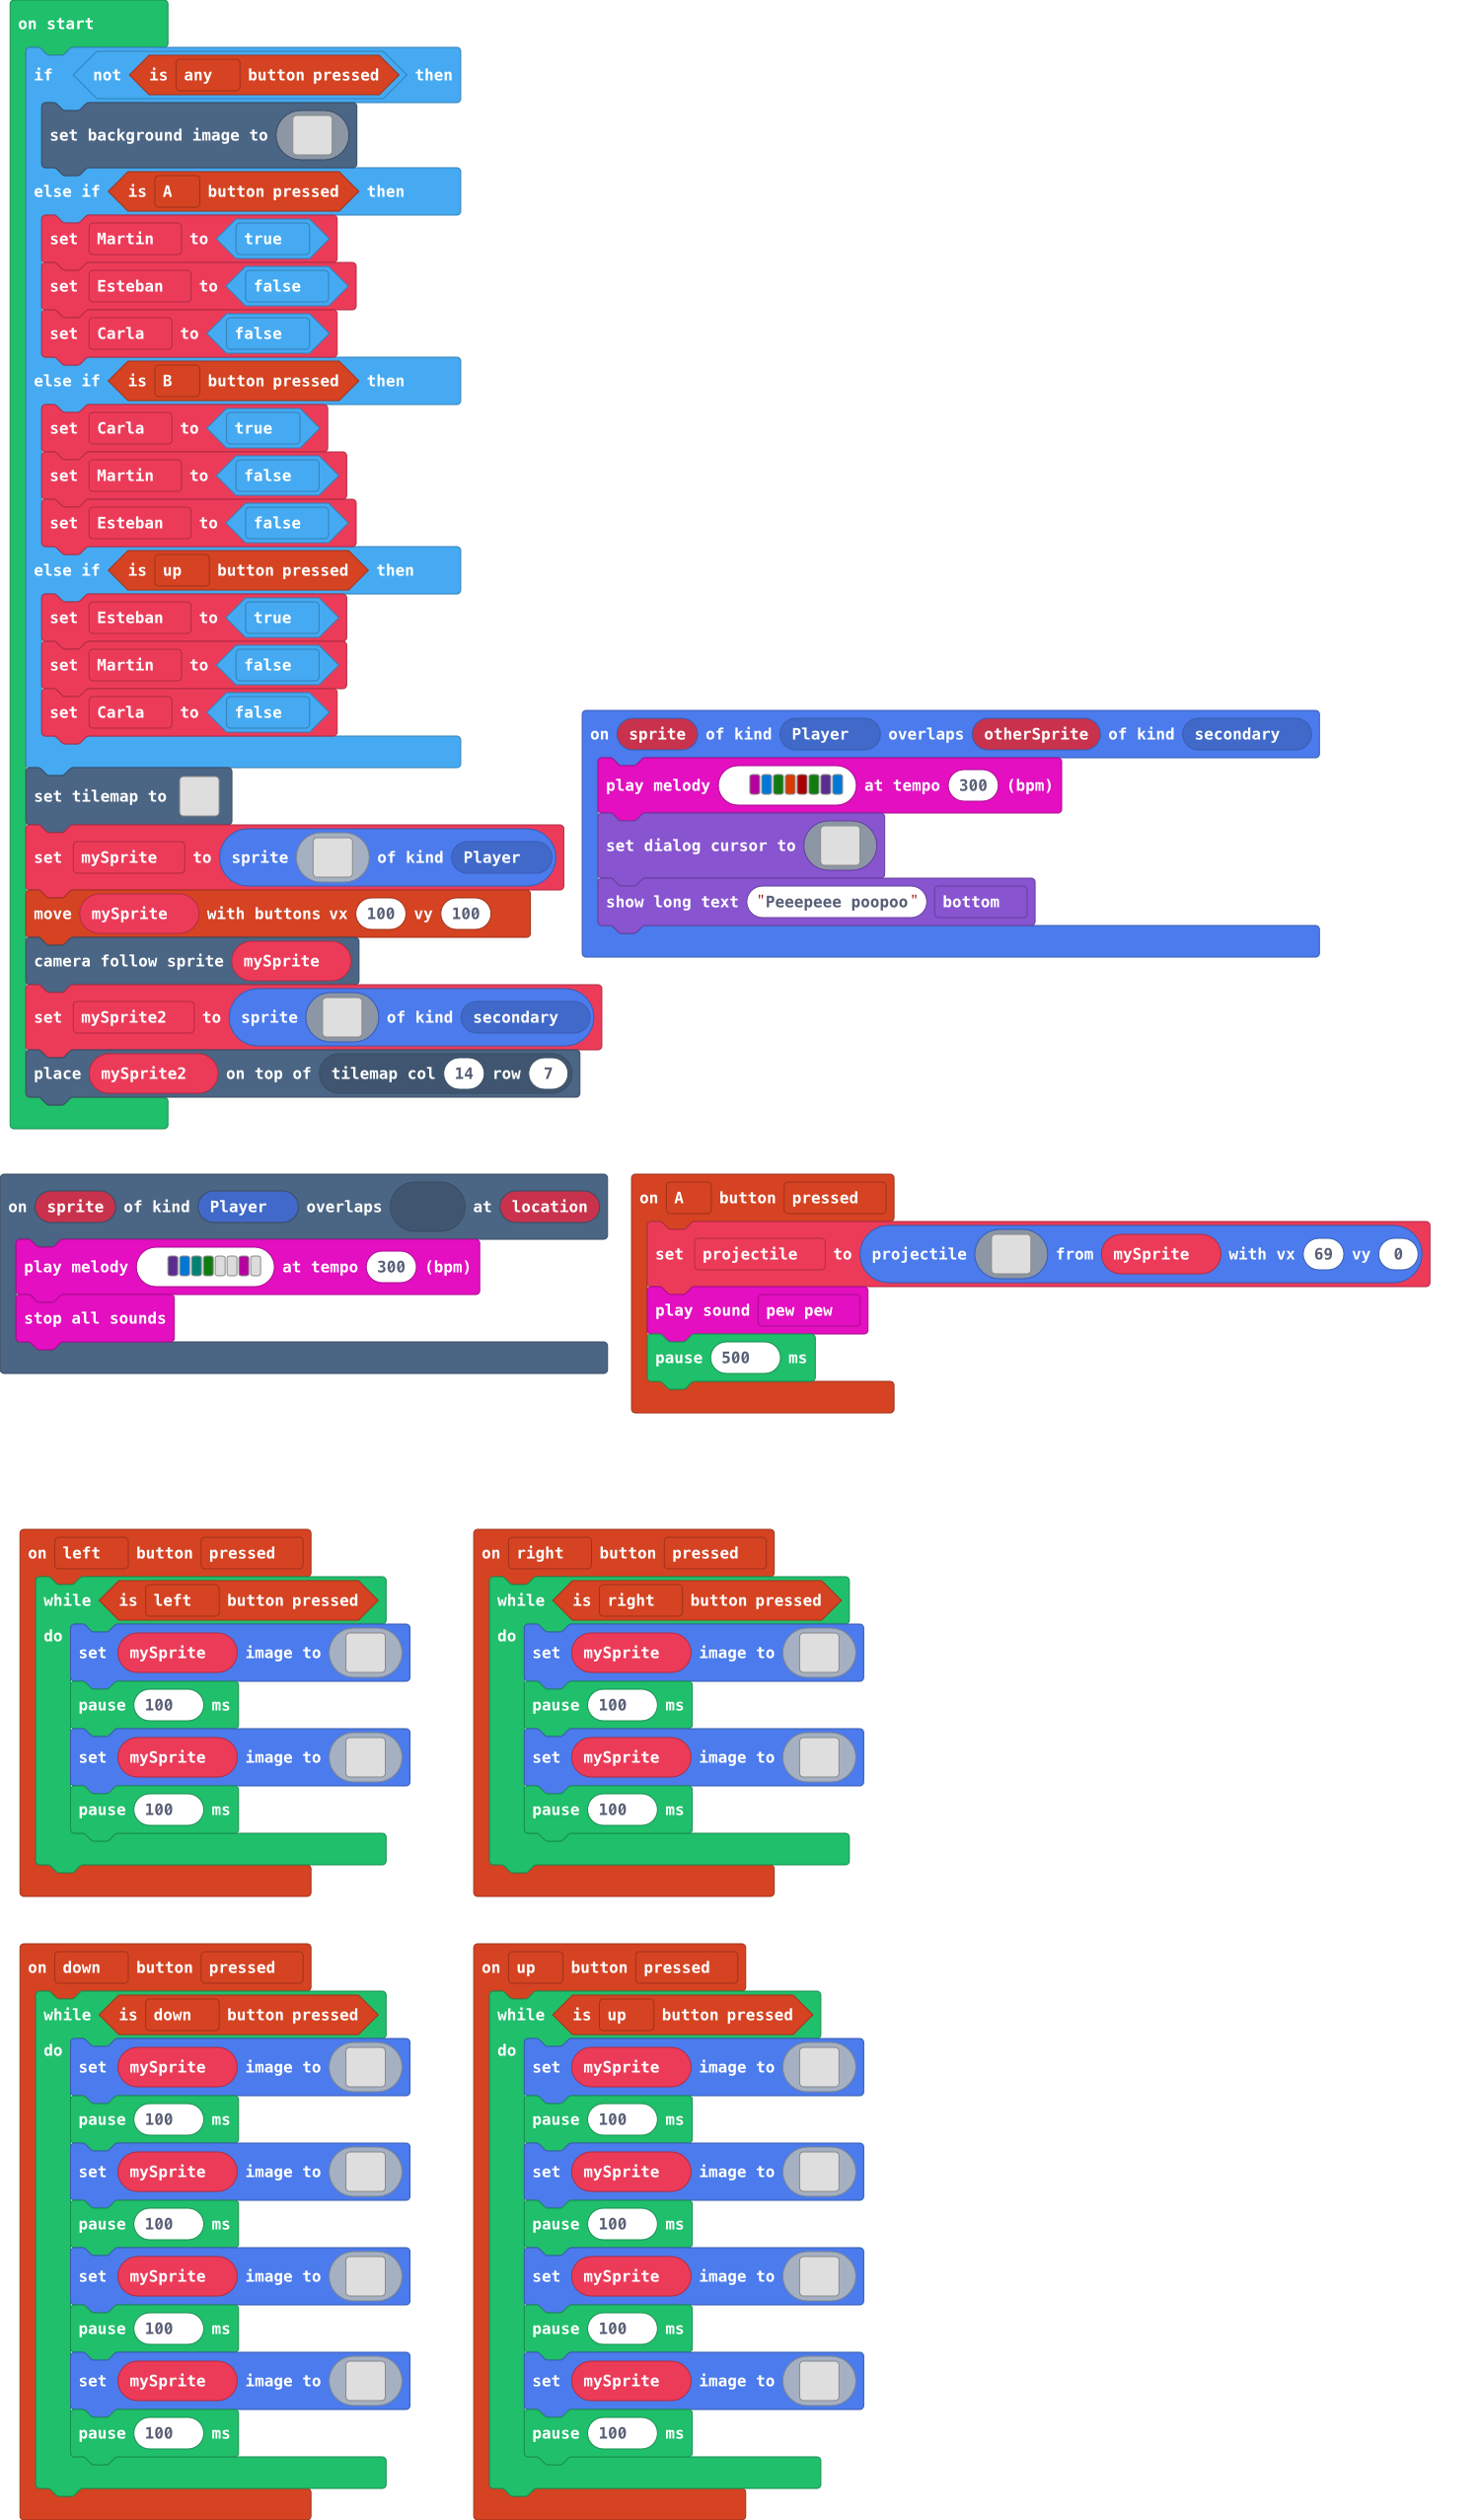 on start
if not is any button pressed then
set background image to
else if is A button pressed then
set Martin to true
set Esteban to false
set Carla to false
else if is B button pressed then
set Carla to true
set Martin to false
set Esteban to false
else if is up button pressed then
set Esteban to true
set Martin to false
set Carla to false
set tilemap to
set mySprite to sprite of kind Player
move mySprite with buttons vx 100 vy 100
camera follow sprite mySprite
set mySprite2 to sprite of kind secondary
place mySprite2 on top of tilemap col 14 row 7
on sprite of kind Player overlaps otherSprite of kind secondary
play melody at tempo 300 (bpm)
set dialog cursor to
show long text "Peeepeee poopoo" bottom
on sprite of kind Player overlaps at location
play melody at tempo 300 (bpm)
stop all sounds
on A button pressed
set projectile to projectile from mySprite with vx 69 vy 0
play sound pew pew
pause 500 ms
on left button pressed
while is left button pressed
do
set mySprite image to
pause 100 ms
set mySprite image to
pause 100 ms
on right button pressed
while is right button pressed
do
set mySprite image to
pause 100 ms
set mySprite image to
pause 100 ms
on down button pressed
while is down button pressed
do
set mySprite image to
pause 100 ms
set mySprite image to
pause 100 ms
set mySprite image to
pause 100 ms
set mySprite image to
pause 100 ms
on up button pressed
while is up button pressed
do
set mySprite image to
pause 100 ms
set mySprite image to
pause 100 ms
set mySprite image to
pause 100 ms
set mySprite image to
pause 100 ms